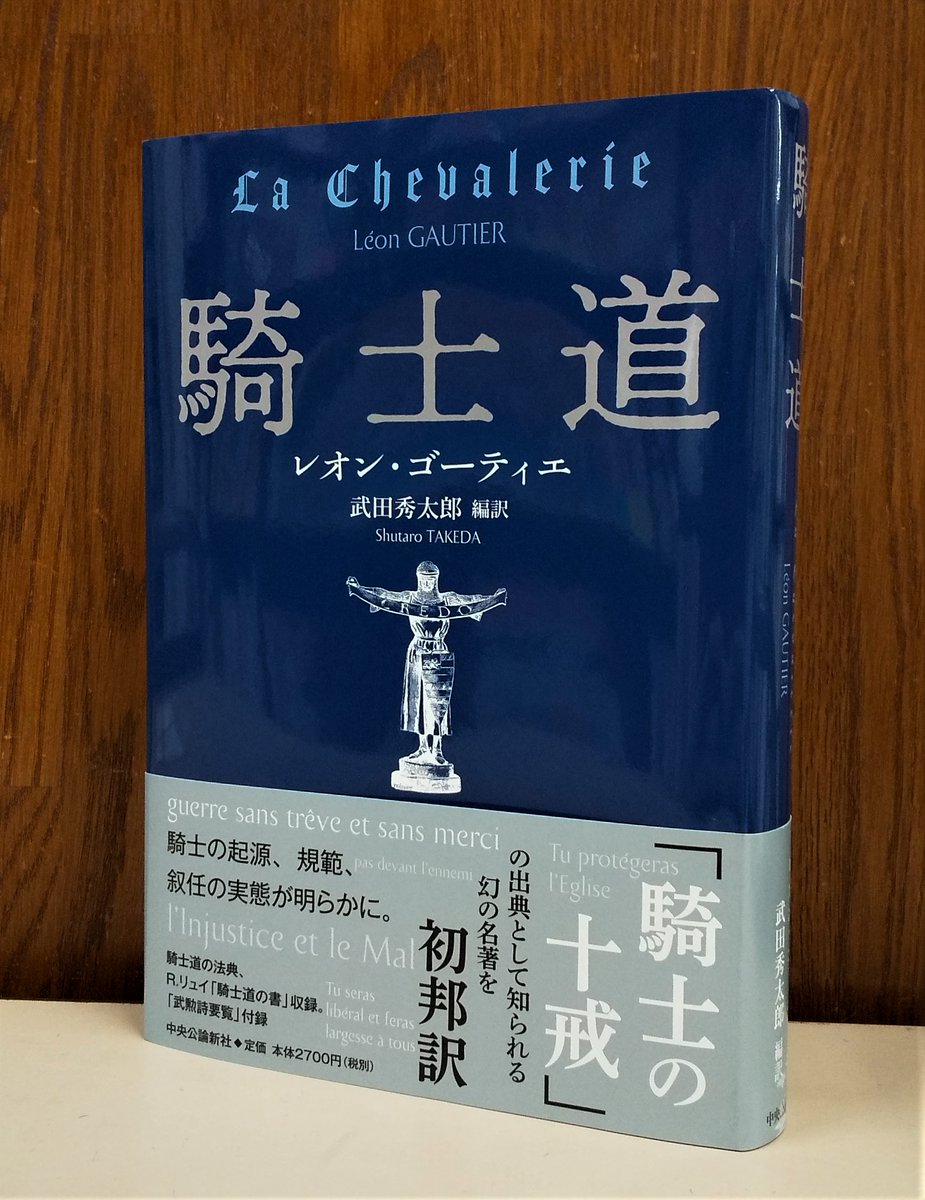 La Chevalerie
Léon GAUTIER
騎士道
レオン・ゴーティエ
武田秀太郎 編訳
Shutaro TAKEDA
CREDO
「騎士の
十戒」
の出典として知られる
幻の名著を
初邦訳
guerre sans trêve et sans merci
騎士の起源、規範、
pas devant l'ennemi
叙任の実態が明らかに。
l'Injustice et le Mal
騎士道の法典、
R.リュイ「騎士道の書」収録。
「武勲詩要覧」付録
中央公論新社◆定価 本体2700円(税別)
Tu seras
libéral et feras
largesse à tous
Tu protégeras
l'Eglise
騎士道
Léon GAUTIER
武田秀太郎 編訳